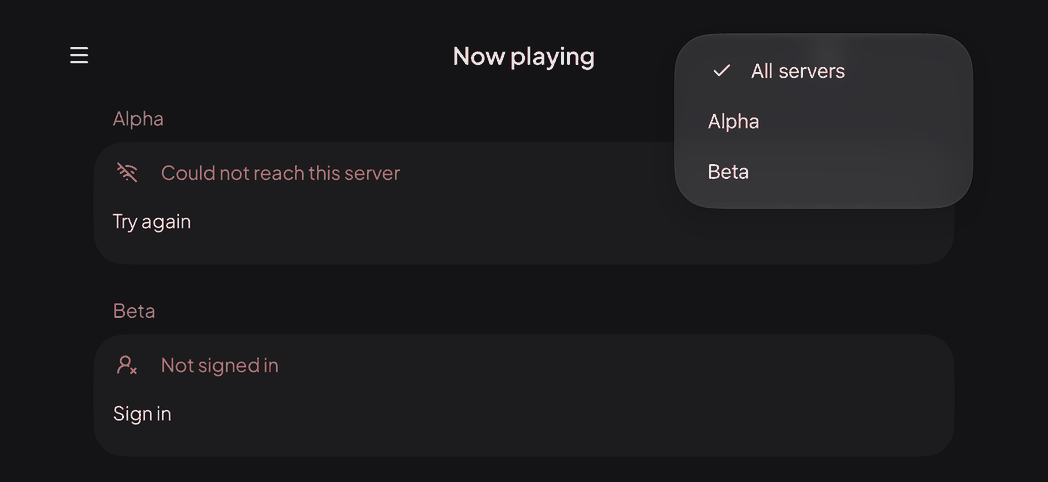 Now playing
All servers
Alpha
Beta
Alpha
Could not reach this server
Try again
Beta
Not signed in
Sign in